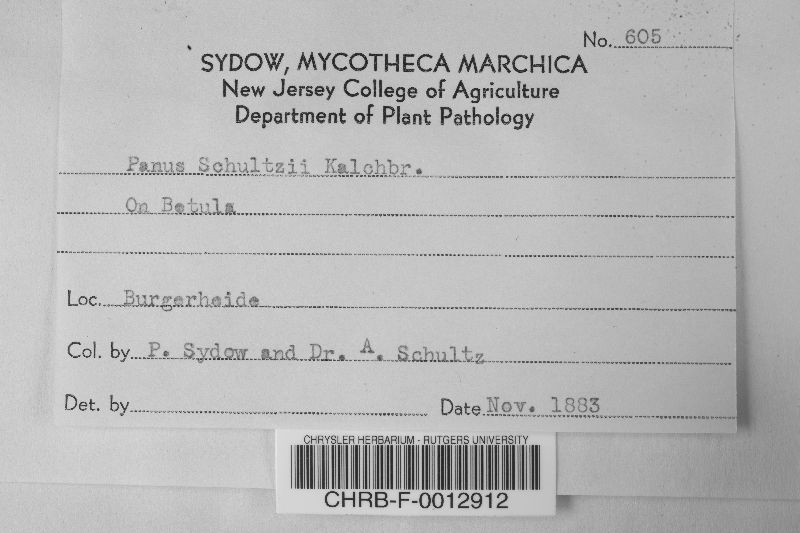 No. 605
SYDOW, MYCOTHECA MARCHICA
New Jersey College of Agriculture
Department of Plant Pathology
Panus Schultzii Kalchbr.
On Betula
Loc. Burgerheide
Col. by P. Sydow and Dr. A. Schultz
Det. by
Date Nov. 1883
CHRYSLER HERBARIUM - RUTGERS UNIVERSITY
CHRB-F-0012912